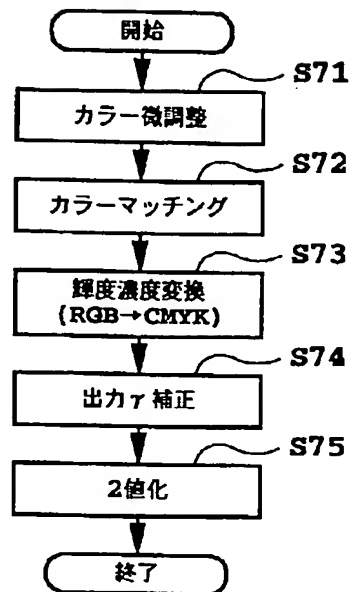 開始
S71
カラー微調整
S72
カラーマッチング
S73
輝度濃度変換
(RGB→CMYK)
S74
出力γ補正
S75
2値化
終了